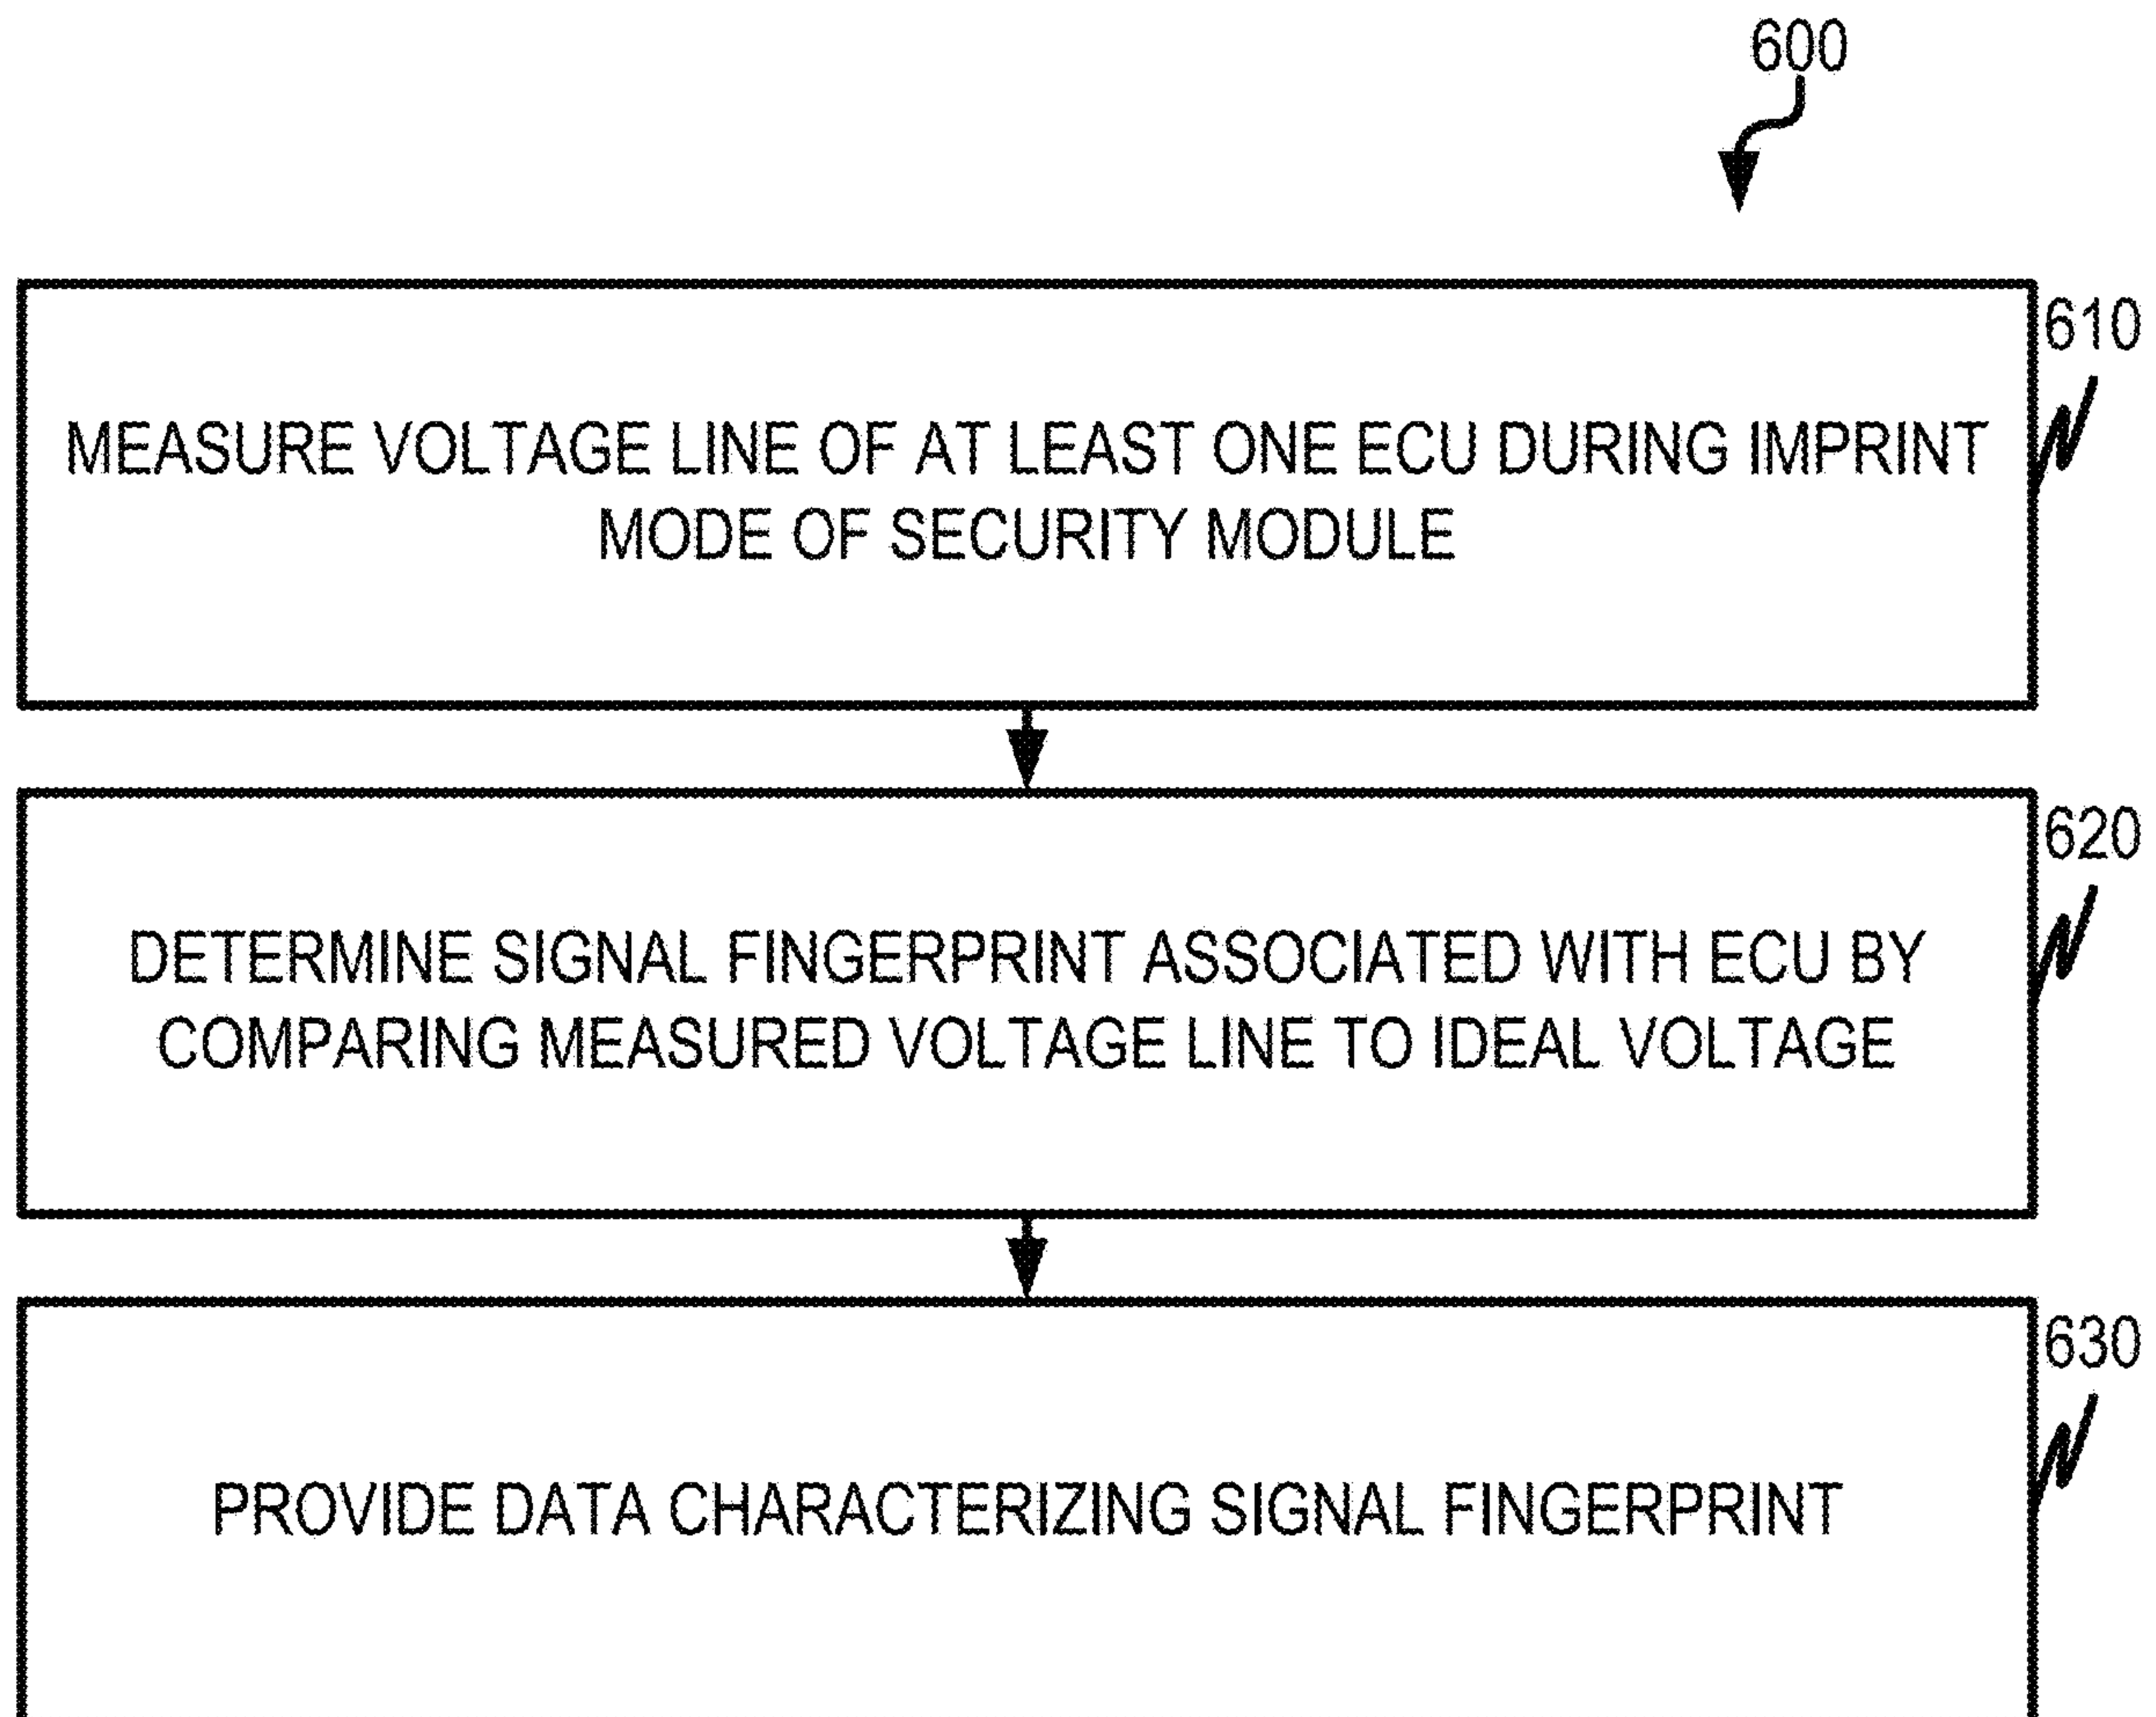 600
610
MEASURE VOLTAGE LINE OF AT LEAST ONE ECU DURING IMPRINT
MODE OF SECURITY MODULE
620
DETERMINE SIGNAL FINGERPRINT ASSOCIATED WITH ECU BY
COMPARING MEASURED VOLTAGE LINE TO IDEAL VOLTAGE
630
PROVIDE DATA CHARACTERIZING SIGNAL FINGERPRINT